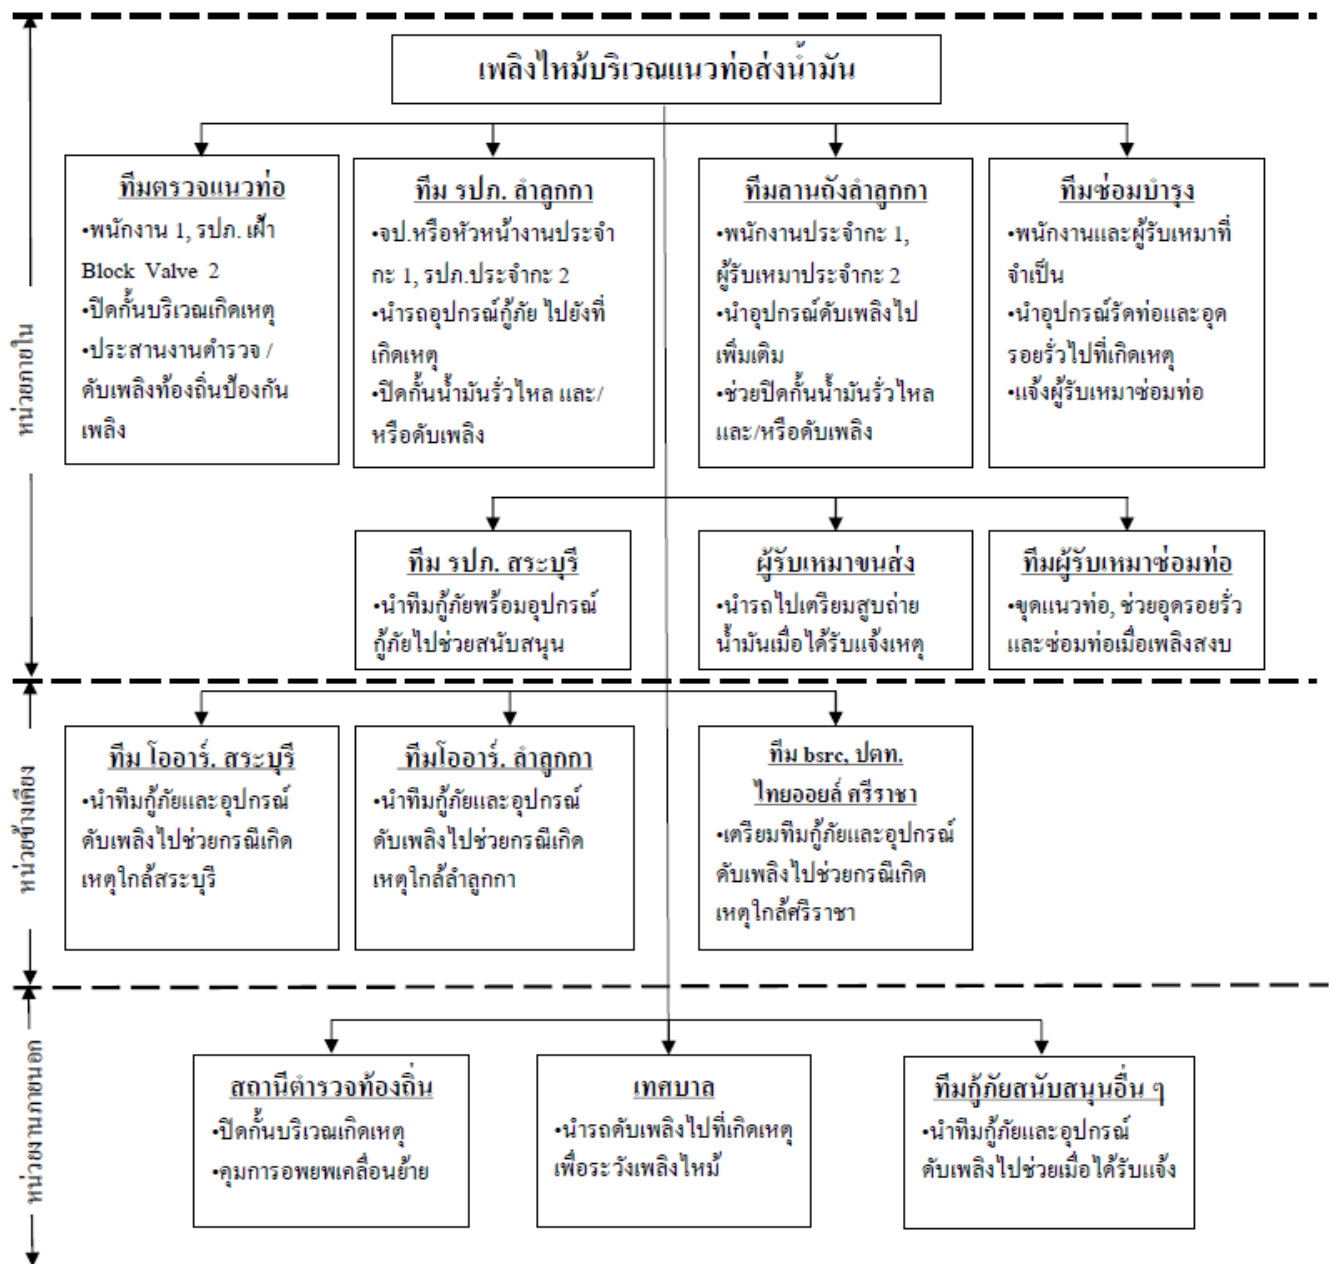 เพลิงไหม้บริเวณแนวท่อส่งน้ำมัน
หน่วยภายใน
ทีมตรวจแนวท่อ
•พนักงาน 1, รปภ. เฝ้า
Block Valve 2
•ปิดกั้นบริเวณเกิดเหตุ
•ประสานงานตำรวจ /
ดับเพลิงท้องถิ่นป้องกัน
เพลิง
ทีม รปภ. ลำลูกกา
•จป.หรือหัวหน้างานประจำ
กะ 1, รปภ.ประจำกะ 2
•นำรถอุปกรณ์กู้ภัย ไปยังที่
เกิดเหตุ
•ปิดกั้นน้ำมันรั่วไหล และ/
หรือดับเพลิง
ทีมลานถังลำลูกกา
•พนักงานประจำกะ 1,
ผู้รับเหมาประจำกะ 2
•นำอุปกรณ์ดับเพลิงไป
เพิ่มเติม
•ช่วยปิดกั้นน้ำมันรั่วไหล
และ/หรือดับเพลิง
ทีมซ่อมบำรุง
•พนักงานและผู้รับเหมาที่
จำเป็น
•นำอุปกรณ์รัดท่อและอุด
รอยรั่วไปที่เกิดเหตุ
•แจ้งผู้รับเหมาซ่อมท่อ
ทีม รปภ. สระบุรี
•นำทีมกู้ภัยพร้อมอุปกรณ์
กู้ภัยไปช่วยสนับสนุน
ผู้รับเหมาขนส่ง
•นำรถไปเตรียมสูบถ่าย
น้ำมันเมื่อได้รับแจ้งเหตุ
ทีมผู้รับเหมาซ่อมท่อ
•ขุดแนวท่อ, ช่วยอุดรอยรั่ว
และซ่อมท่อเมื่อเพลิงสงบ
หน่วยข้างเคียง
ทีม โออาร์. สระบุรี
•นำทีมกู้ภัยและอุปกรณ์
ดับเพลิงไปช่วยกรณีเกิด
เหตุใกล้สระบุรี
ทีมโออาร์. ลำลูกกา
•นำทีมกู้ภัยและอุปกรณ์
ดับเพลิงไปช่วยกรณีเกิด
เหตุใกล้ลำลูกกา
ทีม bsrc, ปตท.
ไทยออยล์ ศรีราชา
•เตรียมทีมกู้ภัยและอุปกรณ์
ดับเพลิงไปช่วยกรณีเกิด
เหตุใกล้ศรีราชา
หน่วยงานภายนอก
สถานีตำรวจท้องถิ่น
•ปิดกั้นบริเวณเกิดเหตุ
•คุมการอพยพเคลื่อนย้าย
เทศบาล
•นำรถดับเพลิงไปที่เกิดเหตุ
เพื่อระวังเพลิงไหม้
ทีมกู้ภัยสนับสนุนอื่น ๆ
•นำทีมกู้ภัยและอุปกรณ์
ดับเพลิงไปช่วยเมื่อได้รับแจ้ง